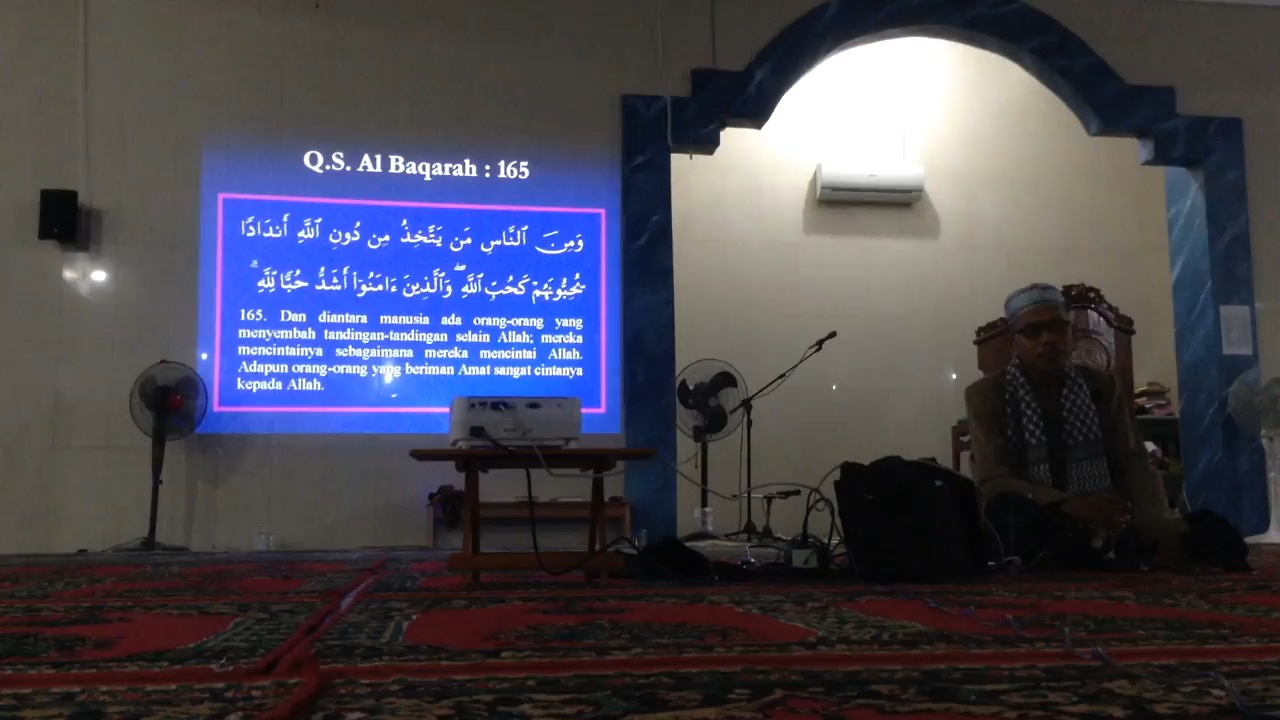 Q.S. Al Baqarah : 165
وَمِنَ ٱلنَّاسِ مَن يَتَّخِذُ مِن دُونِ ٱللَّهِ أَندَادًا
يُحِبُّونَهُمْ كَحُبِّ ٱللَّهِ ۖ وَٱلَّذِينَ ءَامَنُوٓا۟ أَشَدُّ حُبًّا لِّلَّهِ ۗ
165. Dan diantara manusia ada orang-orang yang
menyembah tandingan-tandingan selain Allah; mereka
mencintainya sebagaimana mereka mencintai Allah.
Adapun orang-orang yang beriman Amat sangat cintanya
kepada Allah.